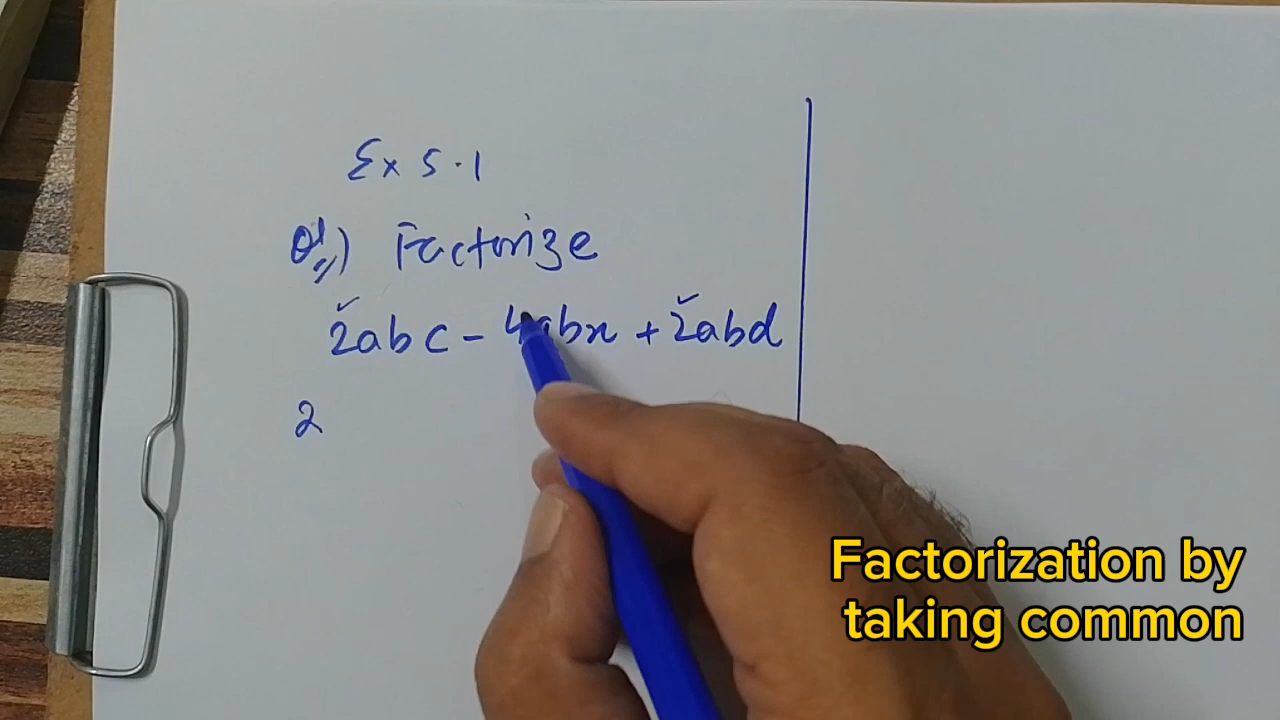 Ex 5.1
Q1) Factorize
2abc - 4abx + 2abd
2
Factorization by
taking common